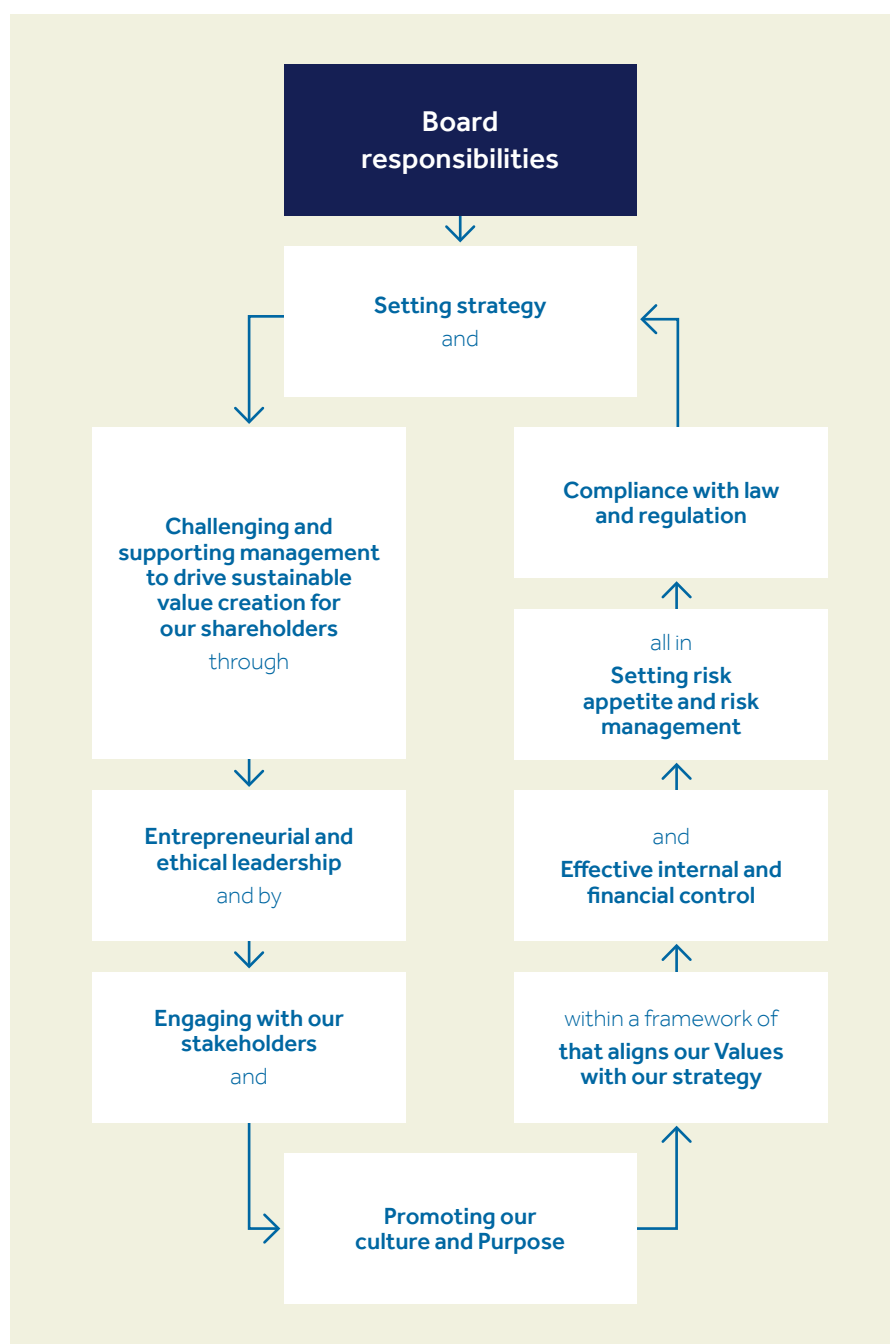 Board
responsibilities
Setting strategy
and
Challenging and
supporting management
to drive sustainable
value creation for
our shareholders
through
Entrepreneurial and
ethical leadership
and by
Engaging with our
stakeholders
and
Promoting our
culture and Purpose
within a framework of
that aligns our Values
with our strategy
and
Effective internal and
financial control
all in
Setting risk
appetite and risk
management
Compliance with law
and regulation